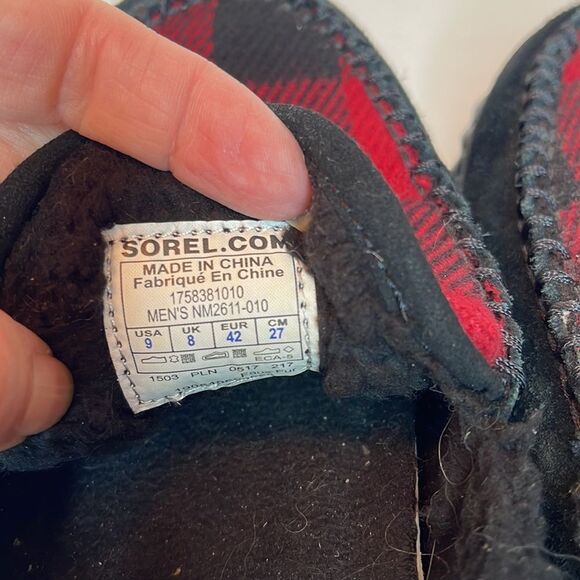 SOREL.COM
MADE IN CHINA
Fabriqué En Chine
1758381010
MEN'S NM2611-010
USA UK EUR CM
9 8 42 27
ECA-5
1503 PLN 0517 217